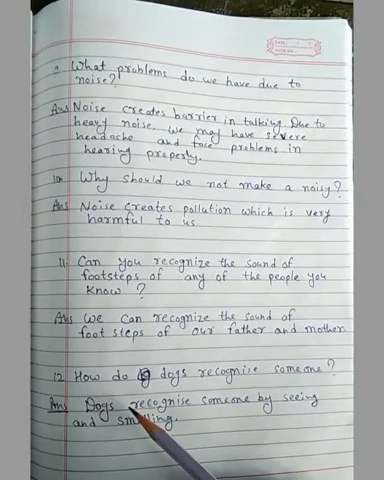 9. What problems do we have due to
noise?
Ans Noise creates barrier in talking. Due to
heavy noise, we may have severe
headache and face problems in
hearing properly.
10 Why should we not make a noisy?
Ans Noise creates pollution which is very
harmful to us
11. Can you recognize the sound of
footsteps of any of the people you
know?
Ans We can recognize the sound of
foot steps of our father and mother
12 How do dogs recognise someone?
Ans Dogs recognise someone by seeing
and smelling.